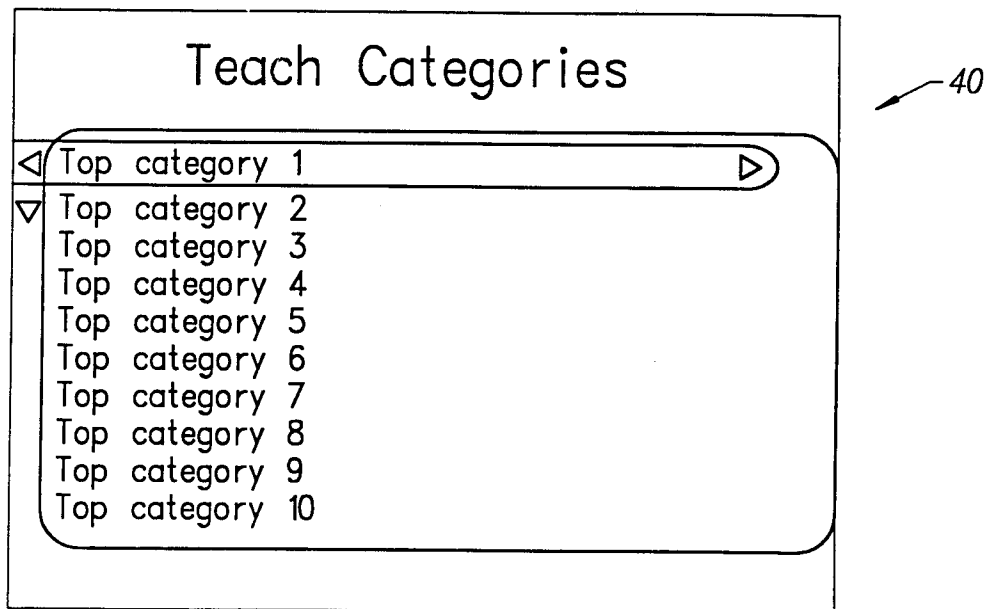 Teach Categories
40
Top category 1
Top category 2
Top category 3
Top category 4
Top category 5
Top category 6
Top category 7
Top category 8
Top category 9
Top category 10